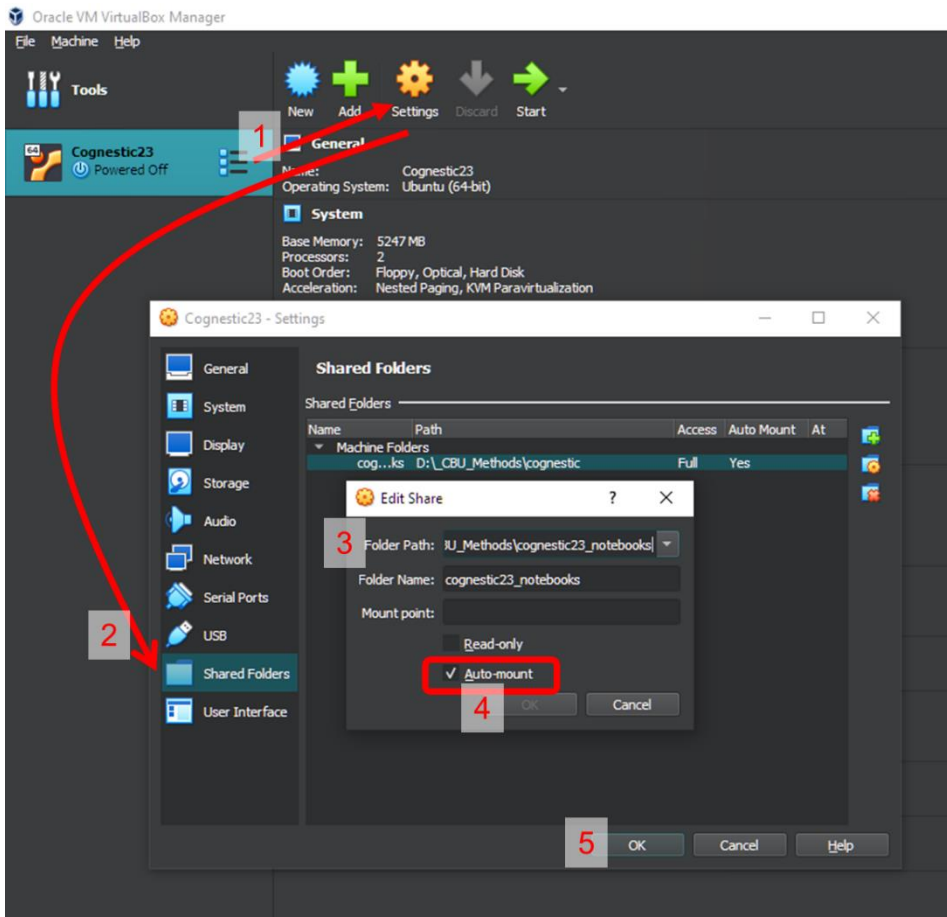 Oracle VM VirtualBox Manager
File Machine Help
Tools
New Add Settings Discard Start
1
64
Cognestic23
Powered Off
General
Name: Cognestic23
Operating System: Ubuntu (64-bit)
System
Base Memory: 5247 MB
Processors: 2
Boot Order: Floppy, Optical, Hard Disk
Acceleration: Nested Paging, KVM Paravirtualization
Cognestic23 - Settings
General
System
Display
Storage
Audio
Network
Serial Ports
USB
2
Shared Folders
User Interface
Shared Folders
Shared Folders
Name Path Access Auto Mount At
Machine Folders
cog...ks D:\_CBU_Methods\cognestic Full Yes
Edit Share ?
3
Folder Path: U_Methods\cognestic23_notebooks
Folder Name: cognestic23_notebooks
Mount point:
Read-only
Auto-mount
4
OK Cancel
5
OK Cancel Help